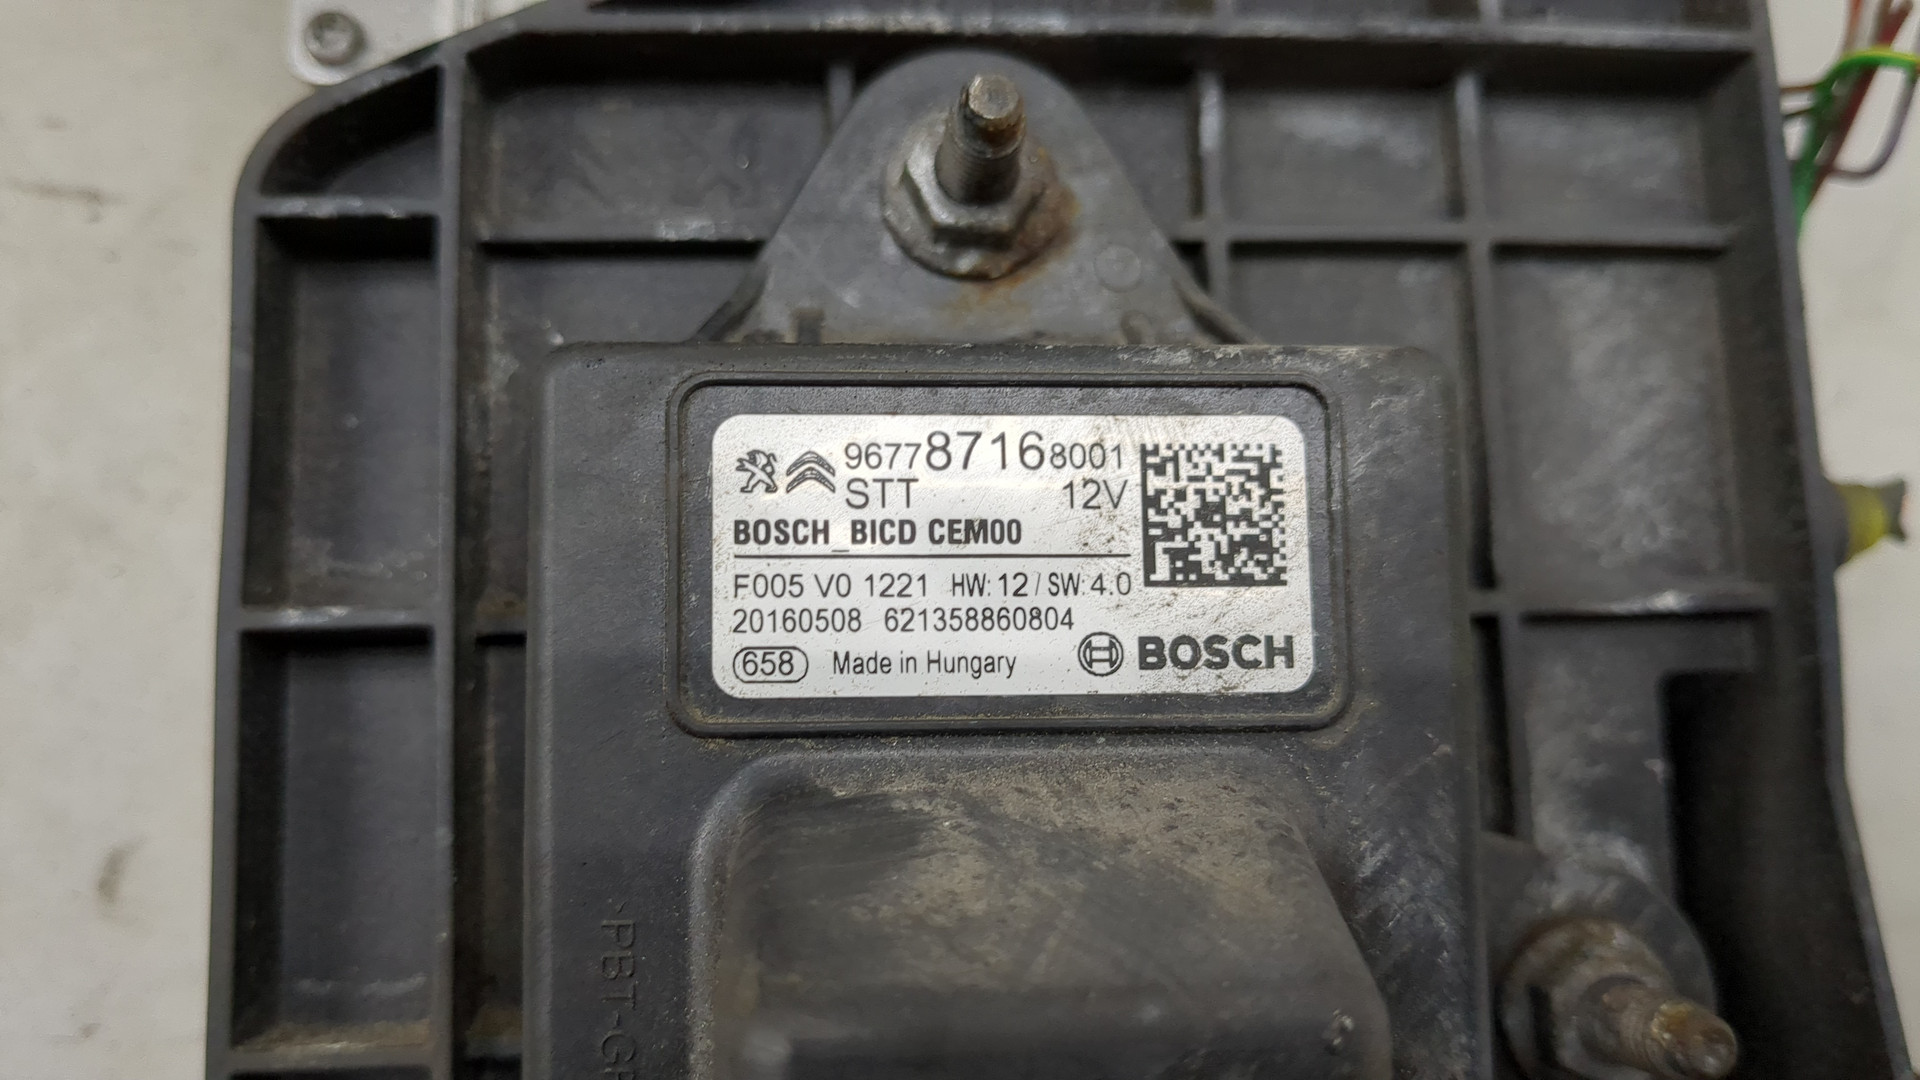 967787168001
STT 12V
BOSCH_BICD CEM00
F005 V0 1221 HW: 12 / SW: 4.0
20160508 621358860804
658 Made in Hungary BOSCH